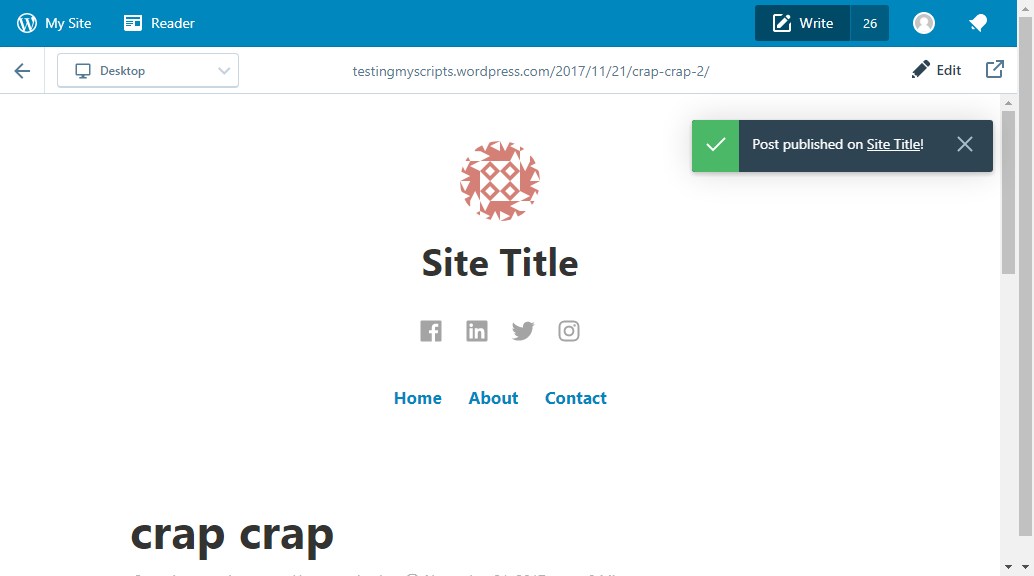 My Site Reader Write 26
Desktop testingmyscripts.wordpress.com/2017/11/21/crap-crap-2/ Edit
Post published on Site Title!
Site Title
Home About Contact
crap crap